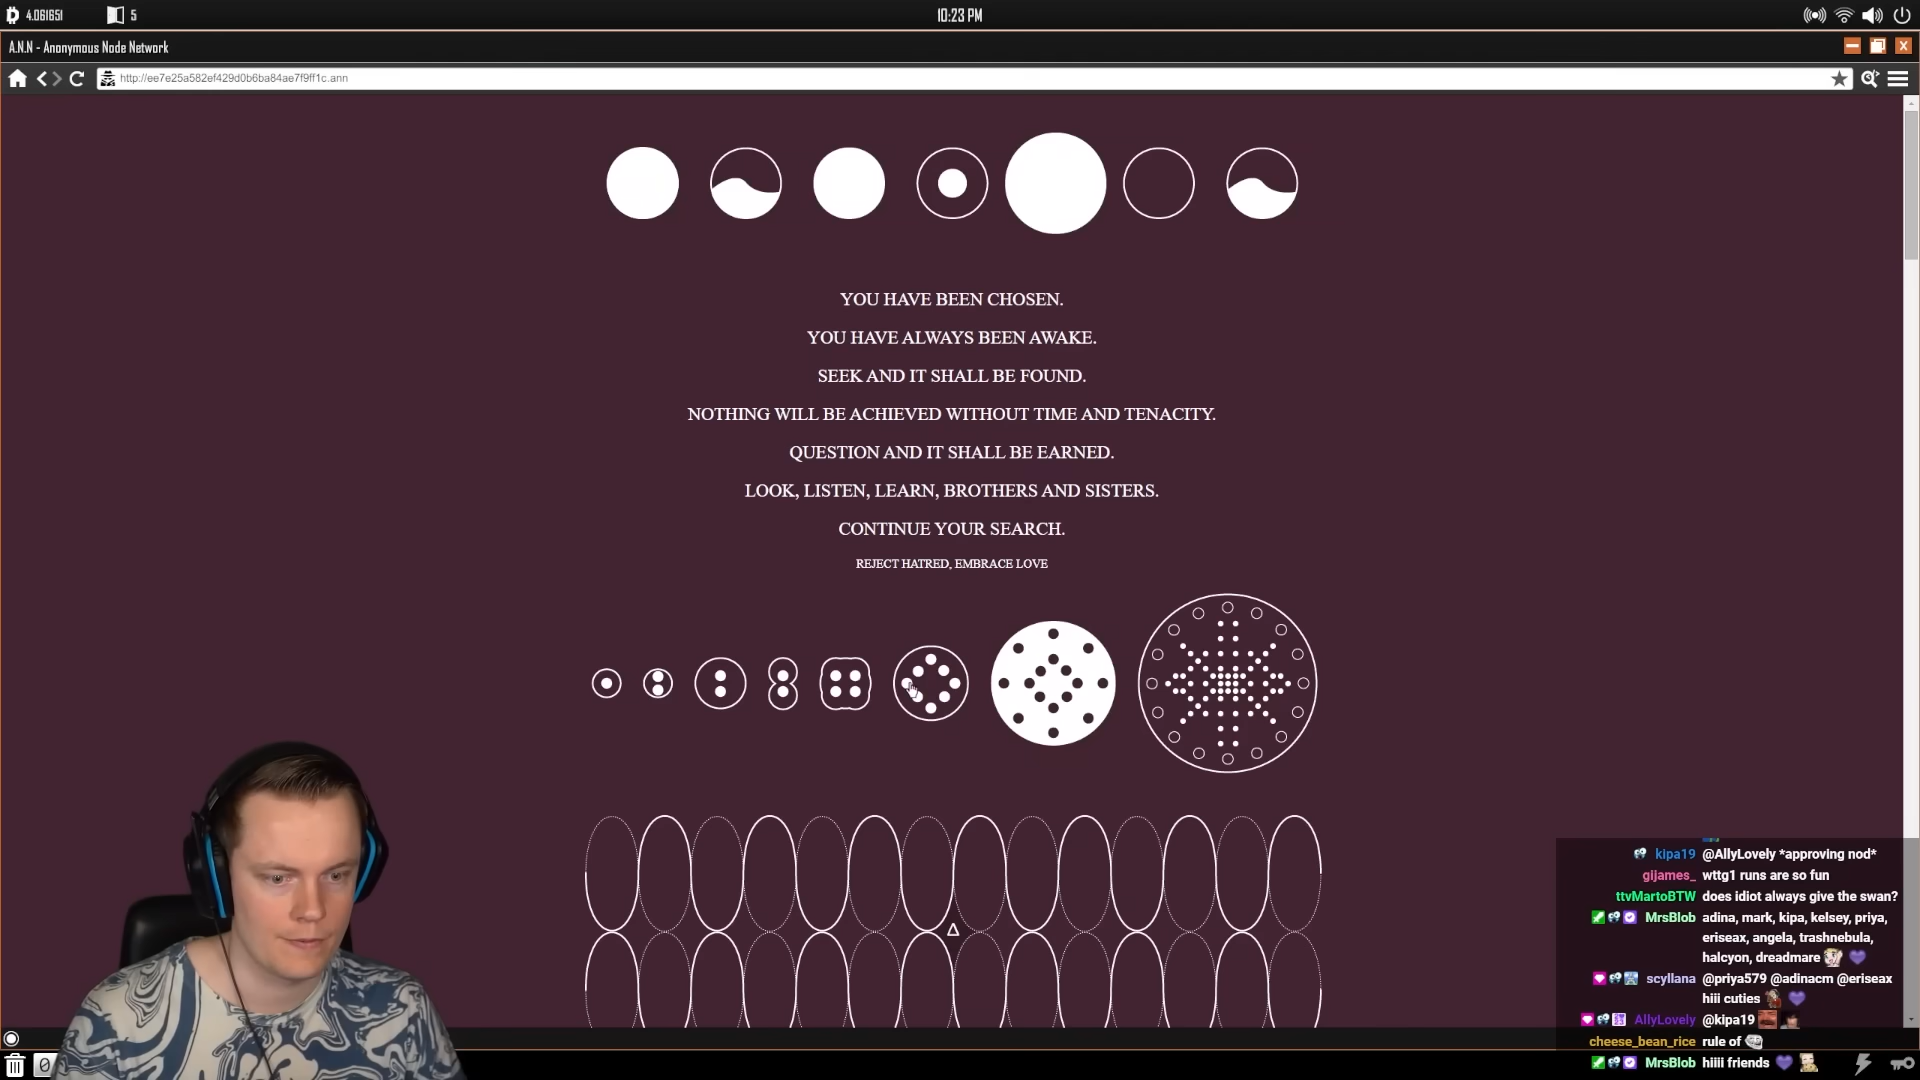 4.061651
5
10:23 PM
A.N.N - Anonymous Node Network
http://ee7e25a582ef429d0b6ba84ae7f9ff1c.ann
YOU HAVE BEEN CHOSEN.
YOU HAVE ALWAYS BEEN AWAKE.
SEEK AND IT SHALL BE FOUND.
NOTHING WILL BE ACHIEVED WITHOUT TIME AND TENACITY.
QUESTION AND IT SHALL BE EARNED.
LOOK, LISTEN, LEARN, BROTHERS AND SISTERS.
CONTINUE YOUR SEARCH.
REJECT HATRED, EMBRACE LOVE
Δ
kipa19 @AllyLovely *approving nod*
gijames_ wttg1 runs are so fun
ttvMartoBTW does idiot always give the swan?
MrsBlob adina, mark, kipa, kelsey, priya,
eriseax, angela, trashnebula,
halcyon, dreadmare
scyllana @priya579 @adinacm @eriseax
hiii cuties
AllyLovely @kipa19
cheese_bean_rice rule of
MrsBlob hiiii friends
0